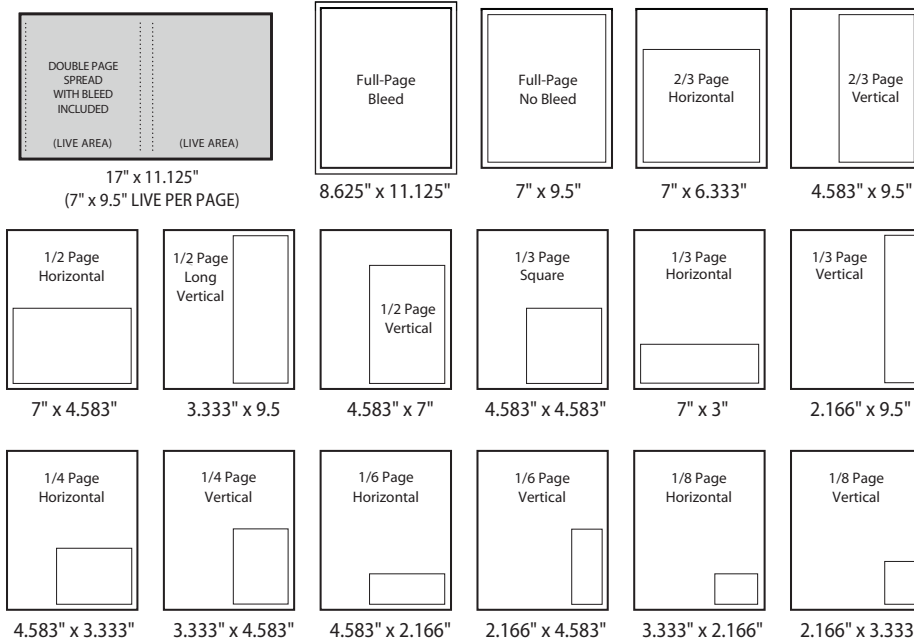 DOUBLE PAGE
SPREAD
WITH BLEED
INCLUDED
(LIVE AREA)
(LIVE AREA)
17" x 11.125"
(7" x 9.5" LIVE PER PAGE)
Full-Page
Bleed
8.625" x 11.125"
Full-Page
No Bleed
7" x 9.5"
2/3 Page
Horizontal
7" x 6.333"
2/3 Page
Vertical
4.583" x 9.5"
1/2 Page
Horizontal
7" x 4.583"
1/2 Page
Long
Vertical
3.333" x 9.5
1/2 Page
Vertical
4.583" x 7"
1/3 Page
Square
4.583" x 4.583"
1/3 Page
Horizontal
7" x 3"
1/3 Page
Vertical
2.166" x 9.5"
1/4 Page
Horizontal
4.583" x 3.333"
1/4 Page
Vertical
3.333" x 4.583"
1/6 Page
Horizontal
4.583" x 2.166"
1/6 Page
Vertical
2.166" x 4.583"
1/8 Page
Horizontal
3.333" x 2.166"
1/8 Page
Vertical
2.166" x 3.333